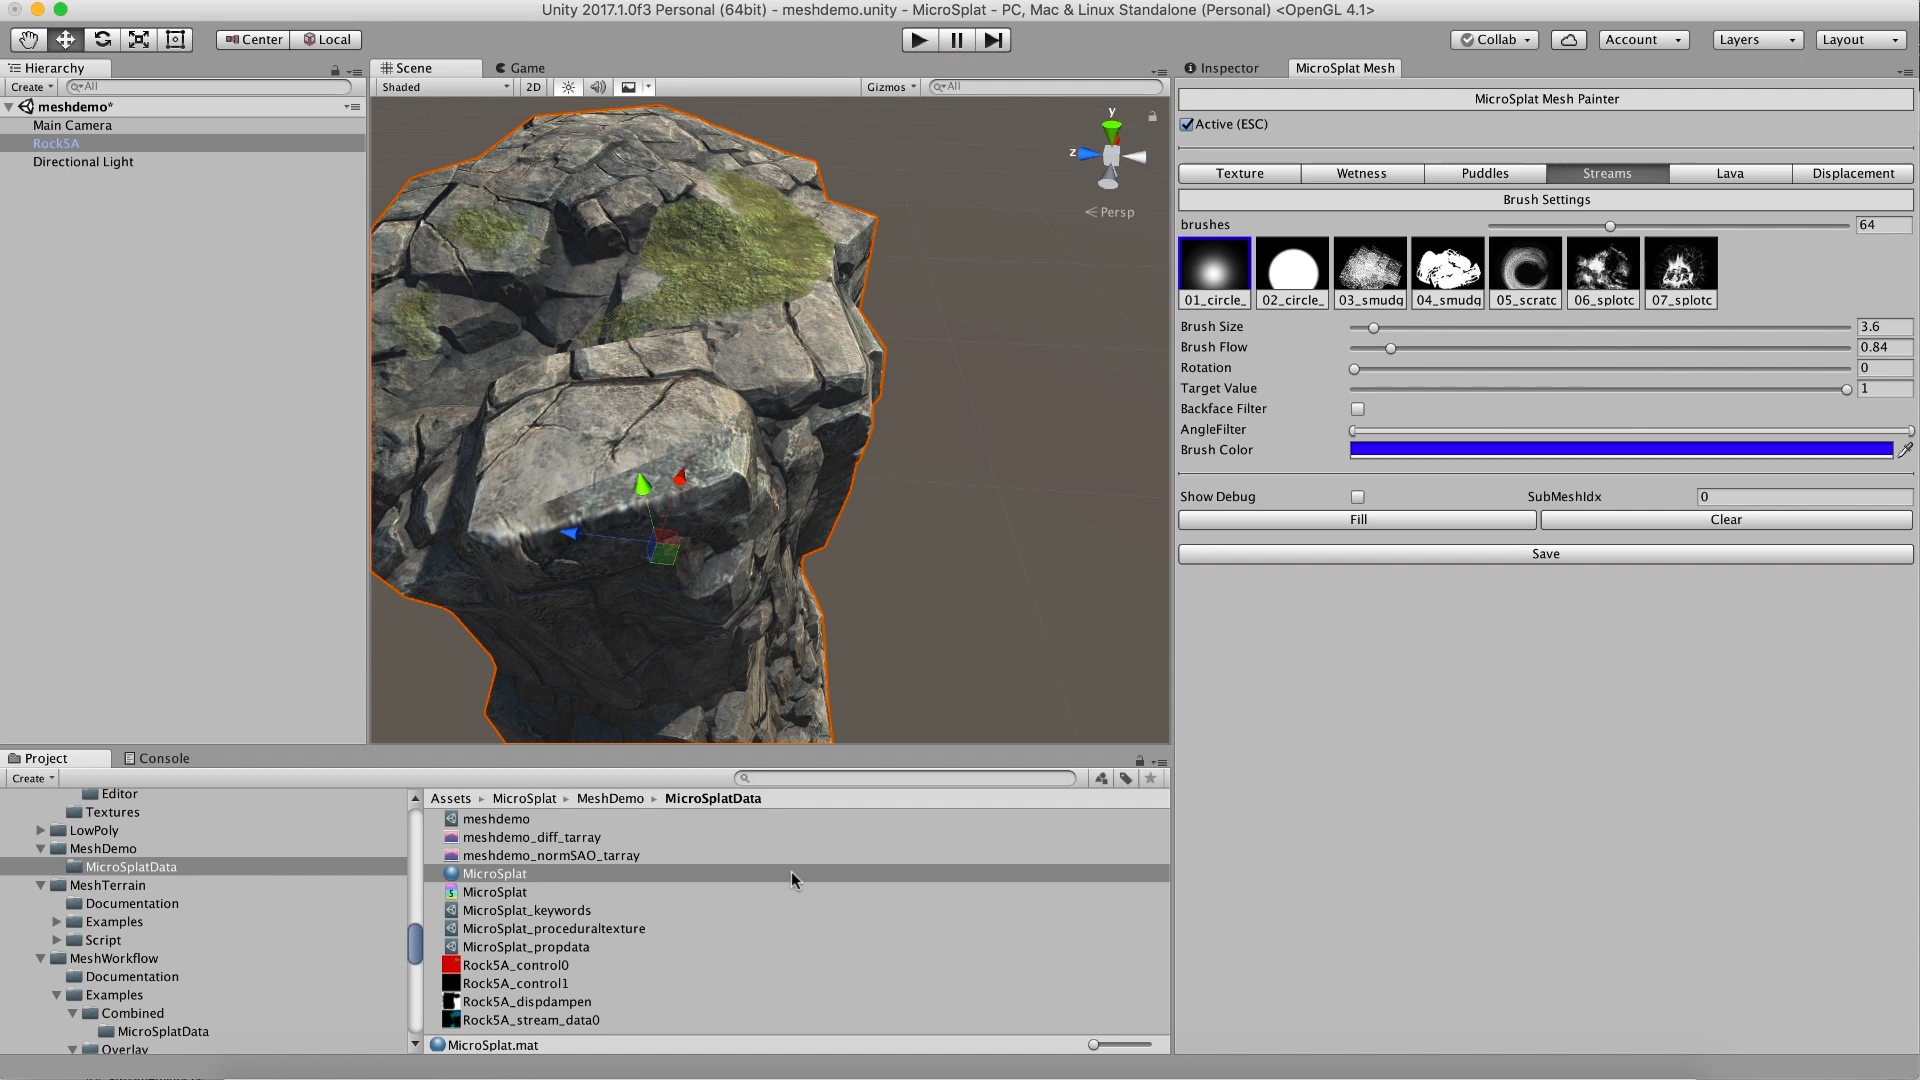 Unity 2017.1.0f3 Personal (64bit) - meshdemo.unity - MicroSplat - PC, Mac & Linux Standalone (Personal) <OpenGL 4.1>
Center Local
Collab Account Layers Layout
Hierarchy
Create All
meshdemo*
Main Camera
Rock5A
Directional Light
Scene Game
Shaded 2D Gizmos All
y
z
Persp
Inspector MicroSplat Mesh
MicroSplat Mesh Painter
Active (ESC)
Texture Wetness Puddles Streams Lava Displacement
Brush Settings
brushes 64
01_circle_ 02_circle_ 03_smudg 04_smudg 05_scratc 06_splotc 07_splotc
Brush Size 3.6
Brush Flow 0.84
Rotation 0
Target Value 1
Backface Filter
AngleFilter
Brush Color
Show Debug SubMeshIdx 0
Fill Clear
Save
Project Console
Create
Editor
Textures
LowPoly
MeshDemo
MicroSplatData
MeshTerrain
Documentation
Examples
Script
MeshWorkflow
Documentation
Examples
Combined
MicroSplatData
Overlay
Assets MicroSplat MeshDemo MicroSplatData
meshdemo
meshdemo_diff_tarray
meshdemo_normSAO_tarray
MicroSplat
MicroSplat
MicroSplat_keywords
MicroSplat_proceduraltexture
MicroSplat_propdata
Rock5A_control0
Rock5A_control1
Rock5A_dispdampen
Rock5A_stream_data0
MicroSplat.mat